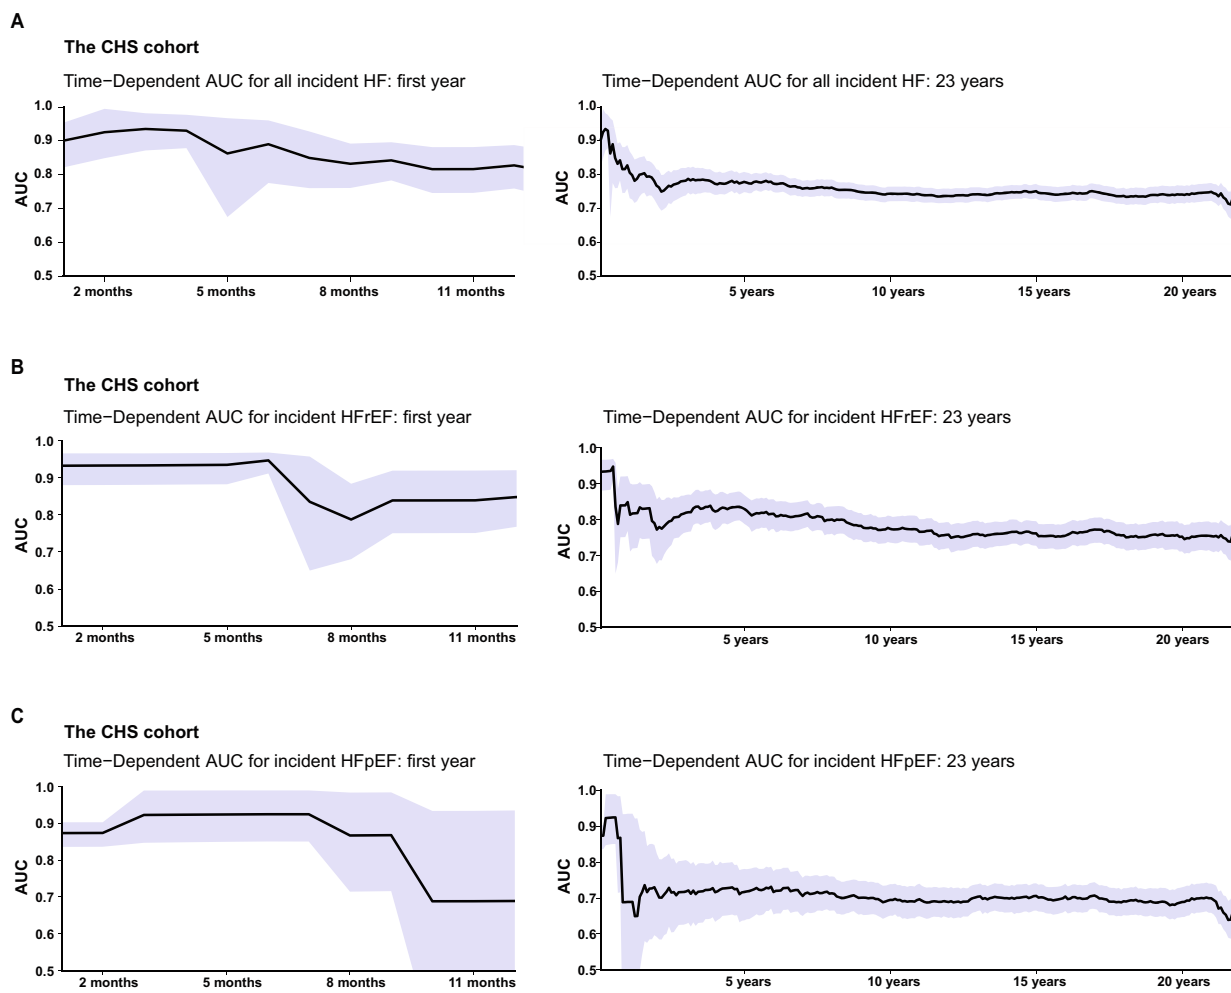 A
The CHS cohort
Time−Dependent AUC for all incident HF: first year
1.0
0.9
0.8
0.7
0.6
0.5
AUC
2 months
5 months
8 months
11 months
Time−Dependent AUC for all incident HF: 23 years
1.0
0.9
0.8
0.7
0.6
0.5
AUC
5 years
10 years
15 years
20 years
B
The CHS cohort
Time−Dependent AUC for incident HFrEF: first year
1.0
0.9
0.8
0.7
0.6
0.5
AUC
2 months
5 months
8 months
11 months
Time−Dependent AUC for incident HFrEF: 23 years
1.0
0.9
0.8
0.7
0.6
0.5
AUC
5 years
10 years
15 years
20 years
C
The CHS cohort
Time−Dependent AUC for incident HFpEF: first year
1.0
0.9
0.8
0.7
0.6
0.5
AUC
2 months
5 months
8 months
11 months
Time−Dependent AUC for incident HFpEF: 23 years
1.0
0.9
0.8
0.7
0.6
0.5
AUC
5 years
10 years
15 years
20 years